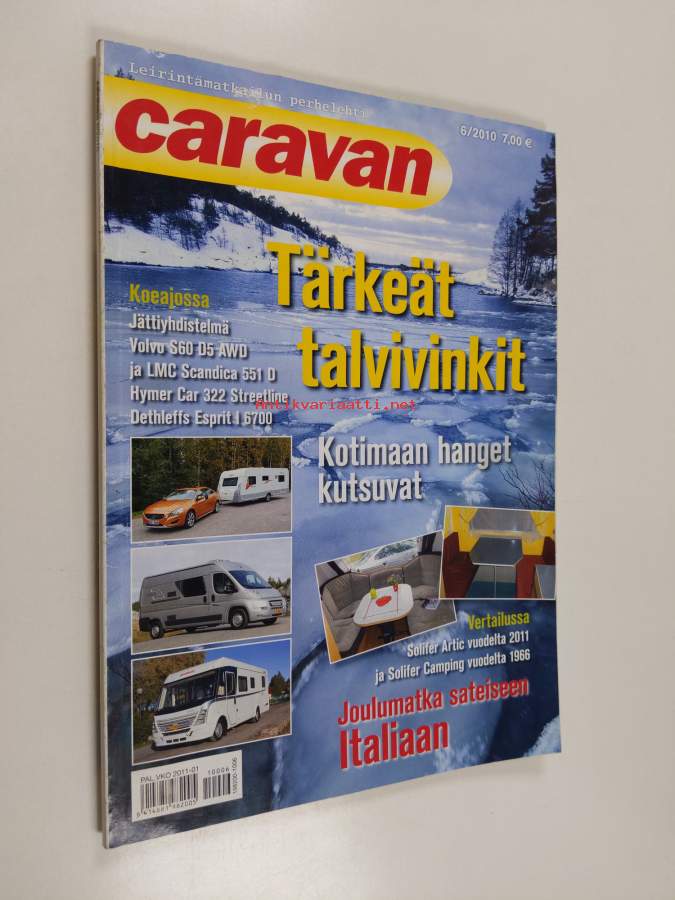 Leirintämatkailun perhelehti
caravan
6/2010 7,00 €
Tärkeät
talvivinkit
Koeajossa
Jättiyhdistelmä
Volvo S60 D5 AWD
ja LMC Scandica 551 D
Hymer Car 322 Streetline
Dethleffs Esprit I 6700
Antikvariaatti.net
Kotimaan hanget
kutsuvat
Vertailussa
Solifer Artic vuodelta 2011
ja Solifer Camping vuodelta 1966
Joulumatka sateiseen
Italiaan
PAL VKO 2011-01
10006